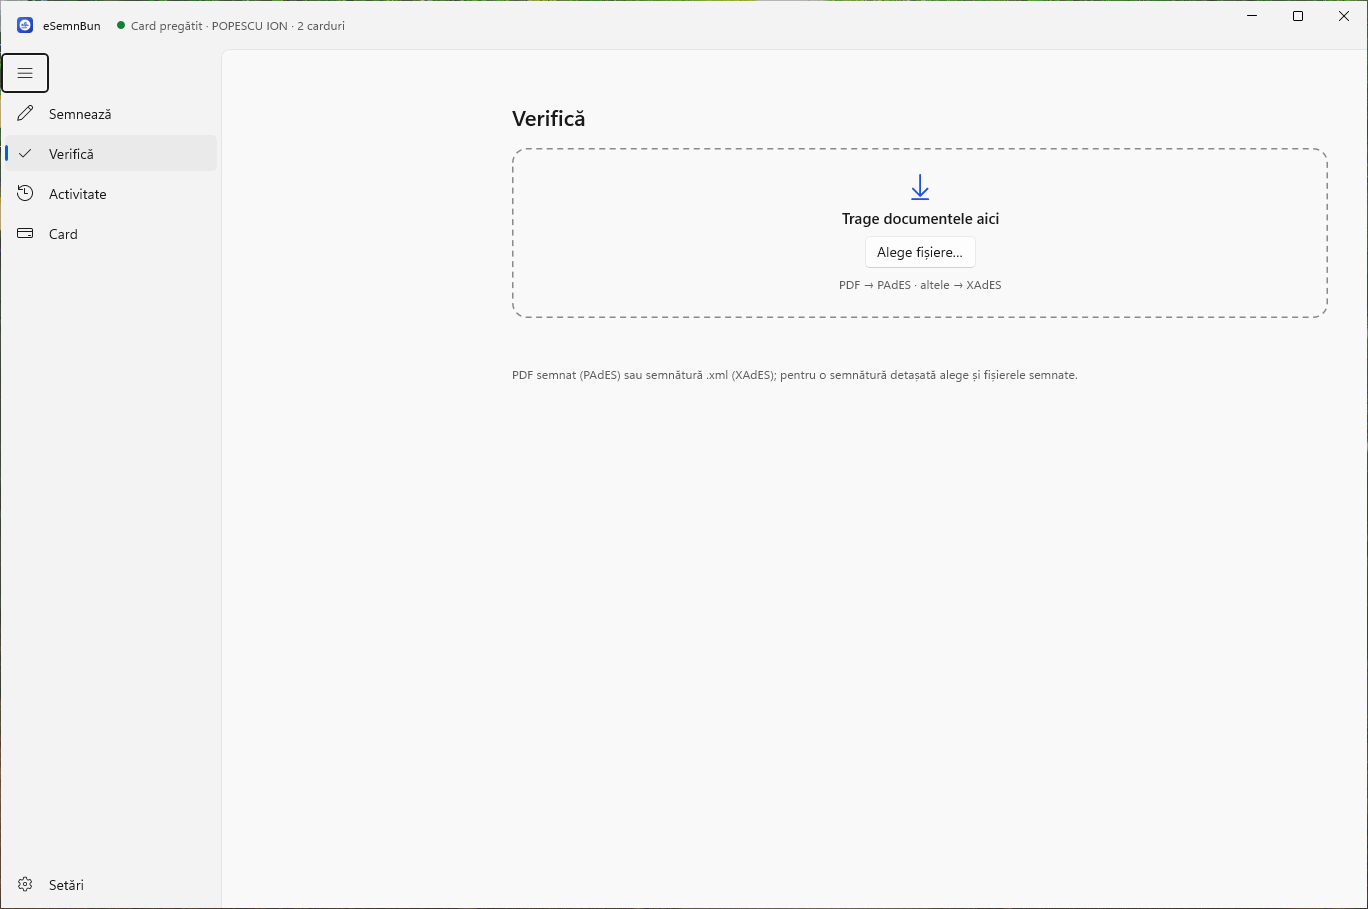 eSemnBun
Card pregătit · POPESCU ION · 2 carduri
Semnează
Verifică
Activitate
Card
Setări
Verifică
Trage documentele aici
Alege fișiere...
PDF → PAdES · altele → XAdES
PDF semnat (PAdES) sau semnătură .xml (XAdES); pentru o semnătură detașată alege și fișierele semnate.